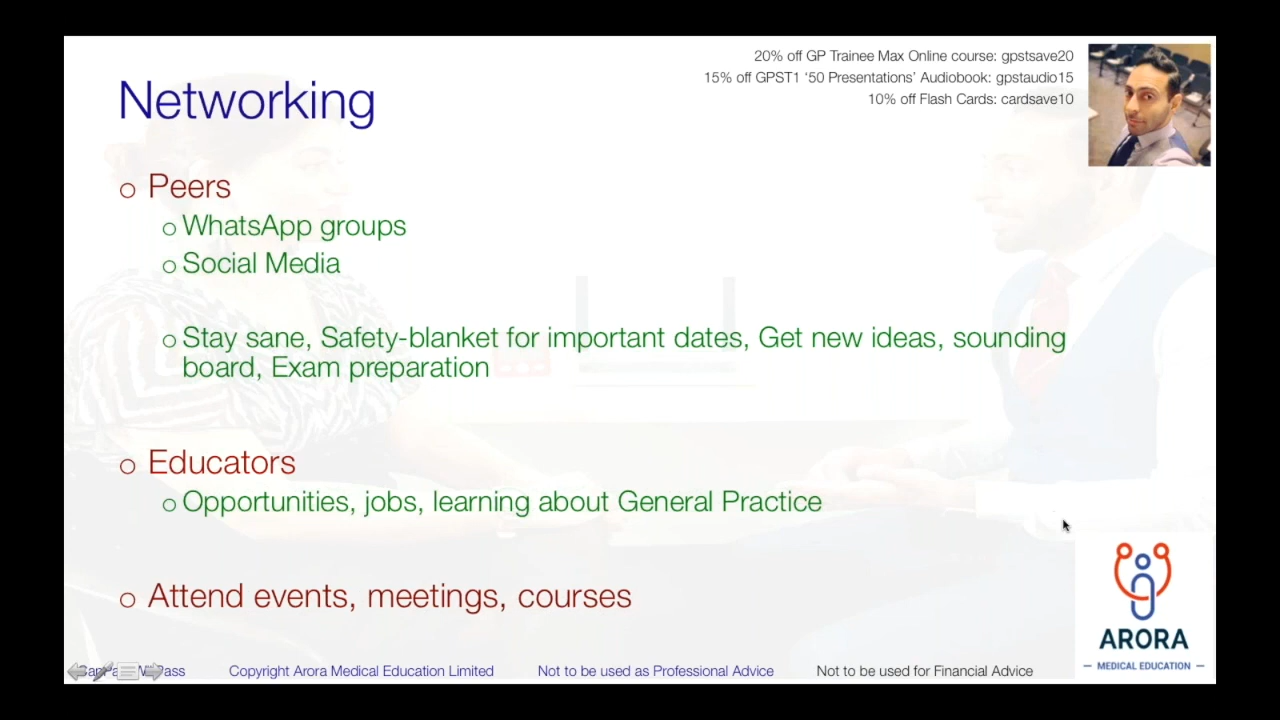 20% off GP Trainee Max Online course: gpstsave20
15% off GPST1 ‘50 Presentations’ Audiobook: gpstaudio15
10% off Flash Cards: cardsave10
Networking
Peers
WhatsApp groups
Social Media
Stay sane, Safety-blanket for important dates, Get new ideas, sounding
board, Exam preparation
Educators
Opportunities, jobs, learning about General Practice
Attend events, meetings, courses
ARORA
MEDICAL EDUCATION
Copyright Arora Medical Education Limited
Not to be used as Professional Advice
Not to be used for Financial Advice